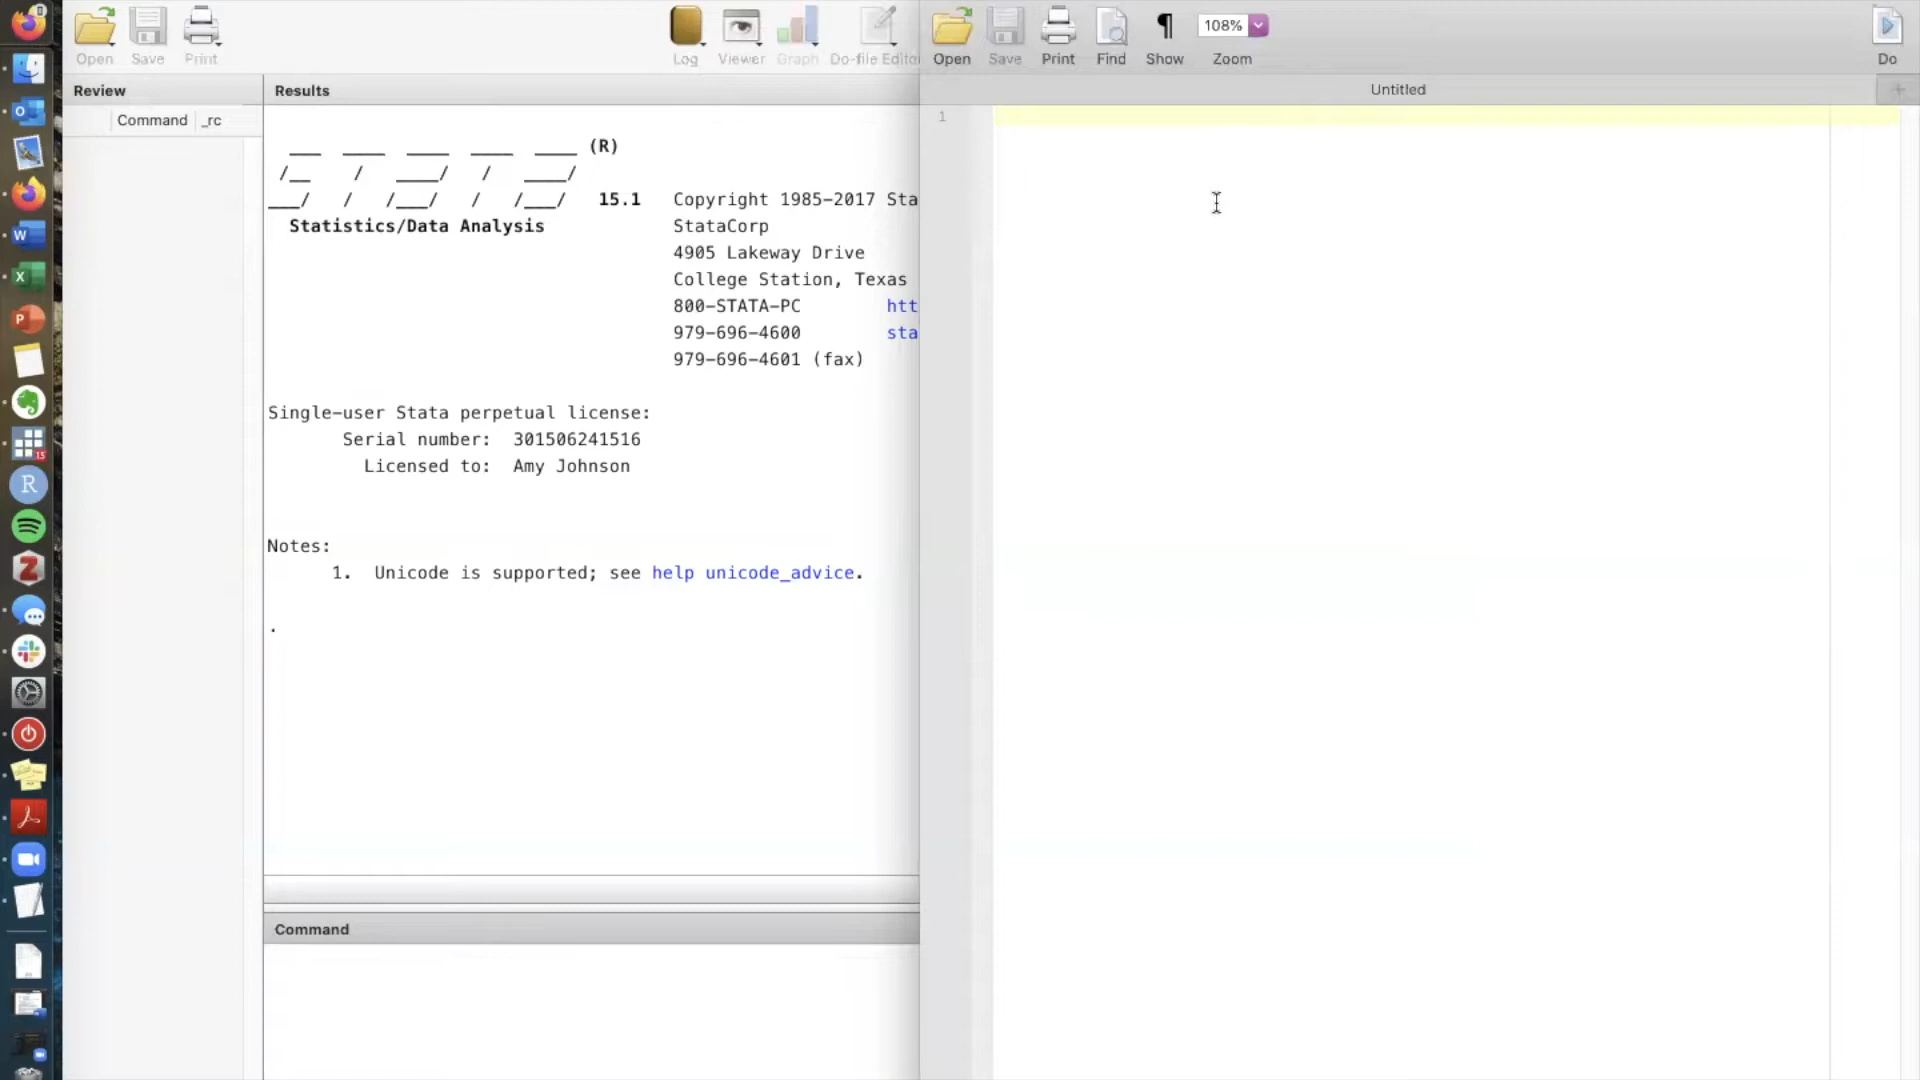 Open Save Print Log Viewer Graph Do-file Edito
Open Save Print Find Show 108% Zoom Do
Review
Results
Untitled
Command _rc
1
(R)
15.1 Copyright 1985-2017 Sta
Statistics/Data Analysis StataCorp
4905 Lakeway Drive
College Station, Texas
800-STATA-PC htt
979-696-4600 sta
979-696-4601 (fax)
Single-user Stata perpetual license:
Serial number: 301506241516
Licensed to: Amy Johnson
Notes:
1. Unicode is supported; see help unicode_advice.
.
Command